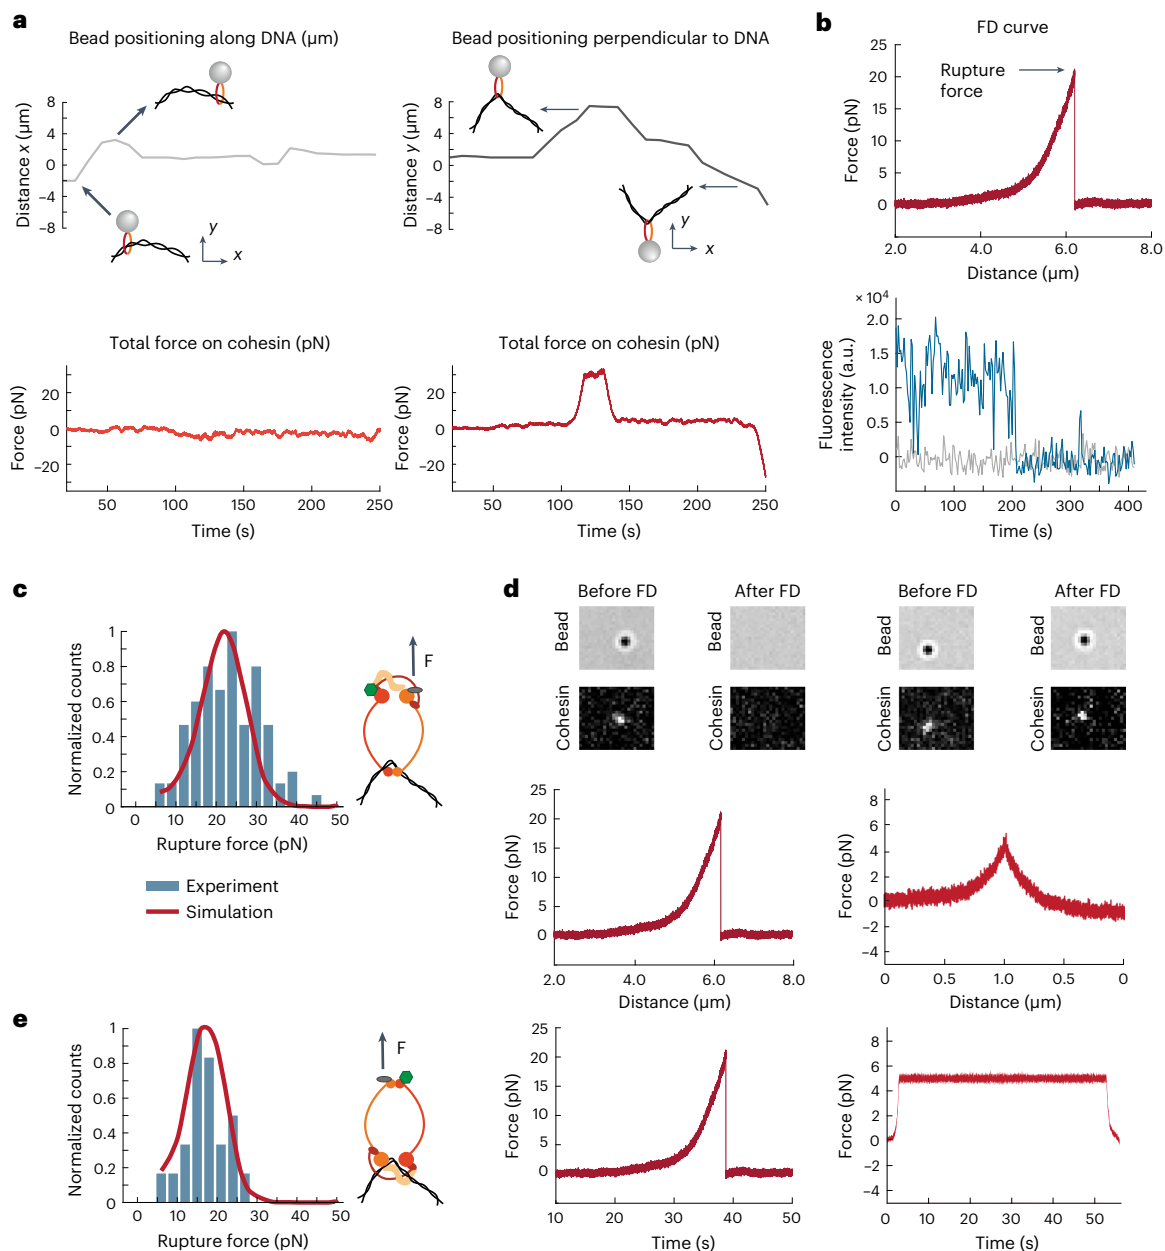 a
Bead positioning along DNA (µm)
Distance x (µm)
8
4
0
−4
−8
y
x
Bead positioning perpendicular to DNA
Distance y (µm)
8
4
0
−4
−8
y
x
Total force on cohesin (pN)
Force (pN)
20
0
−20
50
100
150
200
250
Time (s)
Total force on cohesin (pN)
Force (pN)
20
0
−20
50
100
150
200
250
Time (s)
b
FD curve
Rupture
force
Force (pN)
25
20
15
10
5
0
2.0
4.0
6.0
8.0
Distance (µm)
× 10⁴
Fluorescence
intensity (a.u.)
2.0
1.5
1.0
0.5
0
0
100
200
300
400
Time (s)
c
Normalized counts
1
0.8
0.6
0.4
0.2
0
0
10
20
30
40
50
Rupture force (pN)
F
Experiment
Simulation
d
Before FD
After FD
Before FD
After FD
Bead
Bead
Bead
Bead
Cohesin
Cohesin
Cohesin
Cohesin
Force (pN)
25
20
15
10
5
0
2.0
4.0
6.0
8.0
Distance (µm)
Force (pN)
8
6
4
2
0
−2
−4
0
0.5
1.0
0.5
0
Distance (µm)
Force (pN)
25
20
15
10
5
0
10
20
30
40
50
Time (s)
Force (pN)
8
6
4
2
0
−2
−4
0
10
20
30
40
50
Time (s)
e
Normalized counts
1
0.8
0.6
0.4
0.2
0
0
10
20
30
40
50
Rupture force (pN)
F